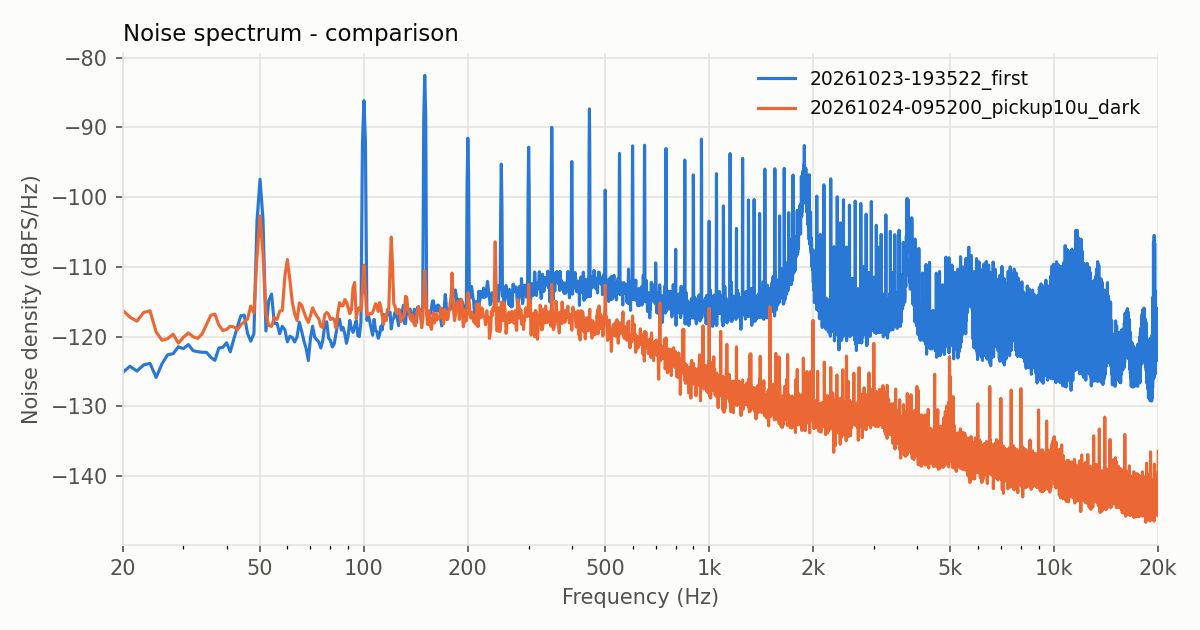 Noise spectrum - comparison
20261023-193522_first
20261024-095200_pickup10u_dark
Noise density (dBFS/Hz)
−80
−90
−100
−110
−120
−130
−140
20 50 100 200 500 1k 2k 5k 10k 20k
Frequency (Hz)